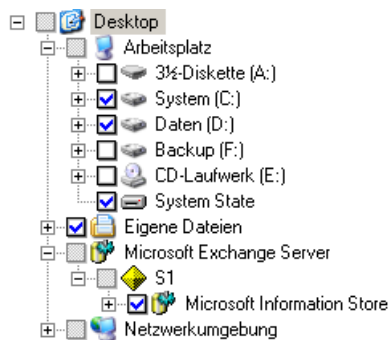 Desktop
Arbeitsplatz
3½-Diskette (A:)
System (C:)
Daten (D:)
Backup (F:)
CD-Laufwerk (E:)
System State
Eigene Dateien
Microsoft Exchange Server
S1
Microsoft Information Store
Netzwerkumgebung